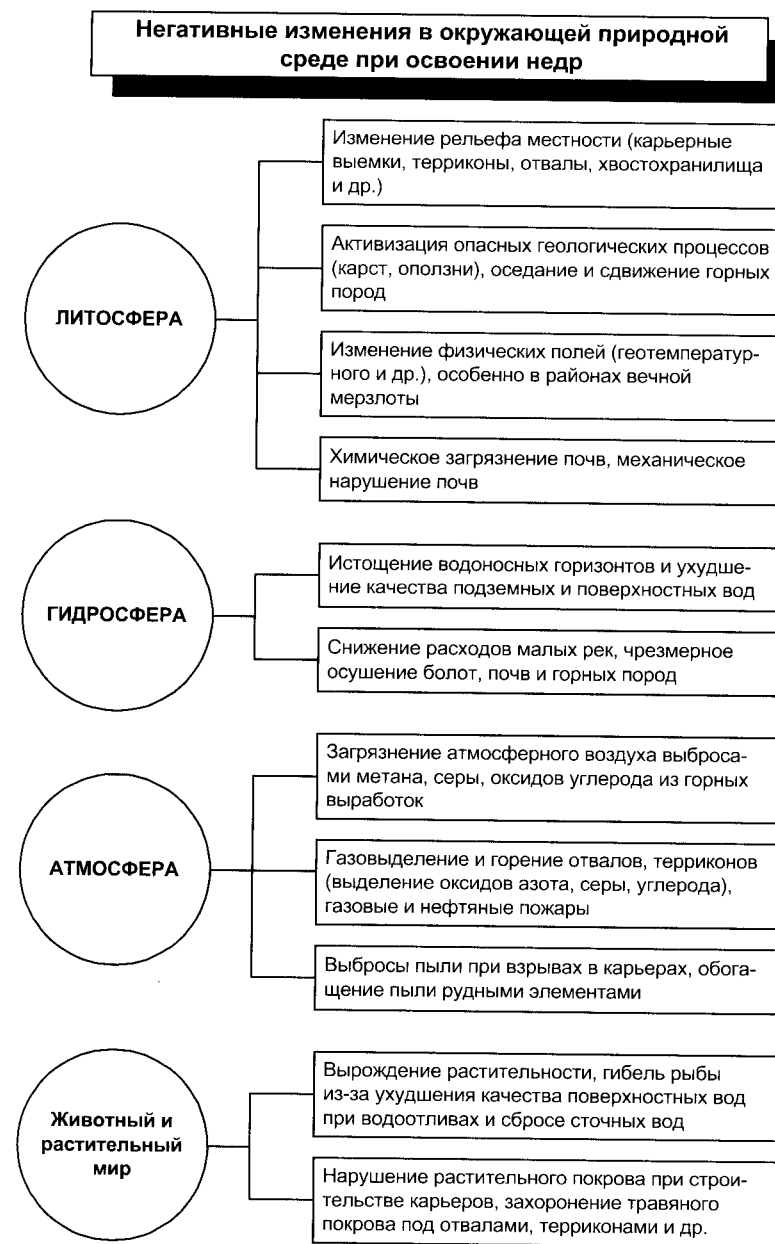 Негативные изменения в окружающей природной
среде при освоении недр
ЛИТОСФЕРА
Изменение рельефа местности (карьерные
выемки, терриконы, отвалы, хвостохранилища
и др.)
Активизация опасных геологических процессов
(карст, оползни), оседание и сдвижение горных
пород
Изменение физических полей (геотемператур-
ного и др.), особенно в районах вечной
мерзлоты
Химическое загрязнение почв, механическое
нарушение почв
ГИДРОСФЕРА
Истощение водоносных горизонтов и ухудше-
ние качества подземных и поверхностных вод
Снижение расходов малых рек, чрезмерное
осушение болот, почв и горных пород
АТМОСФЕРА
Загрязнение атмосферного воздуха выброса-
ми метана, серы, оксидов углерода из горных
выработок
Газовыделение и горение отвалов, терриконов
(выделение оксидов азота, серы, углерода),
газовые и нефтяные пожары
Выбросы пыли при взрывах в карьерах, обога-
щение пыли рудными элементами
Животный и
растительный
мир
Вырождение растительности, гибель рыбы
из-за ухудшения качества поверхностных вод
при водоотливах и сбросе сточных вод
Нарушение растительного покрова при строи-
тельстве карьеров, захоронение травяного
покрова под отвалами, терриконами и др.